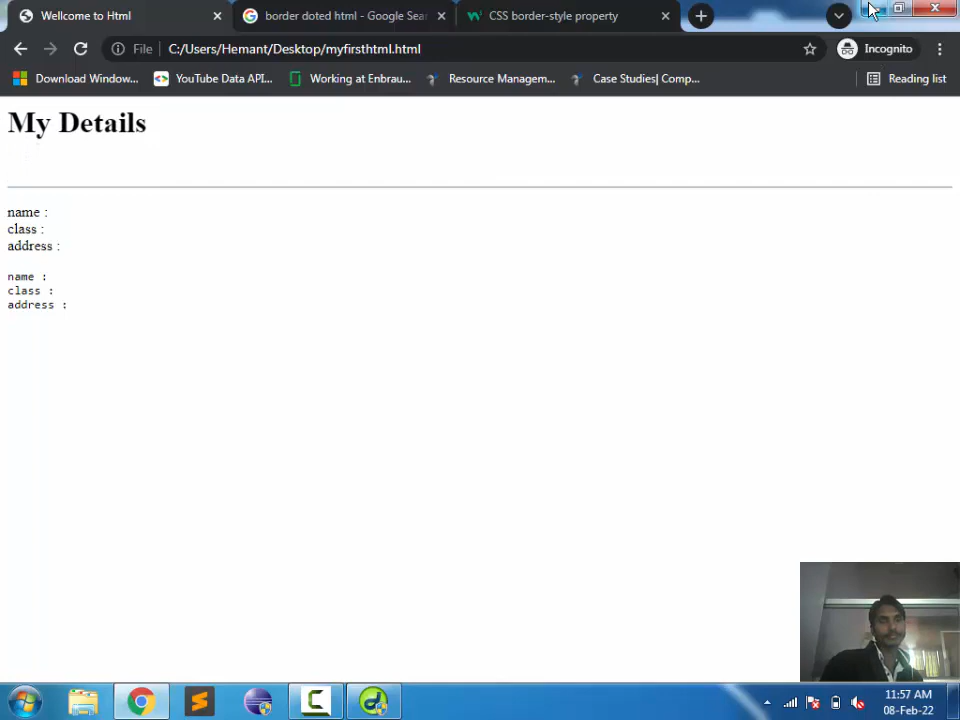 Wellcome to Html
border doted html - Google Sear
CSS border-style property
File
C:/Users/Hemant/Desktop/myfirsthtml.html
Incognito
Download Window...
YouTube Data API...
Working at Enbrau...
Resource Managem...
Case Studies| Comp...
Reading list
My Details
name :
class :
address :
name :
class :
address :
11:57 AM
08-Feb-22